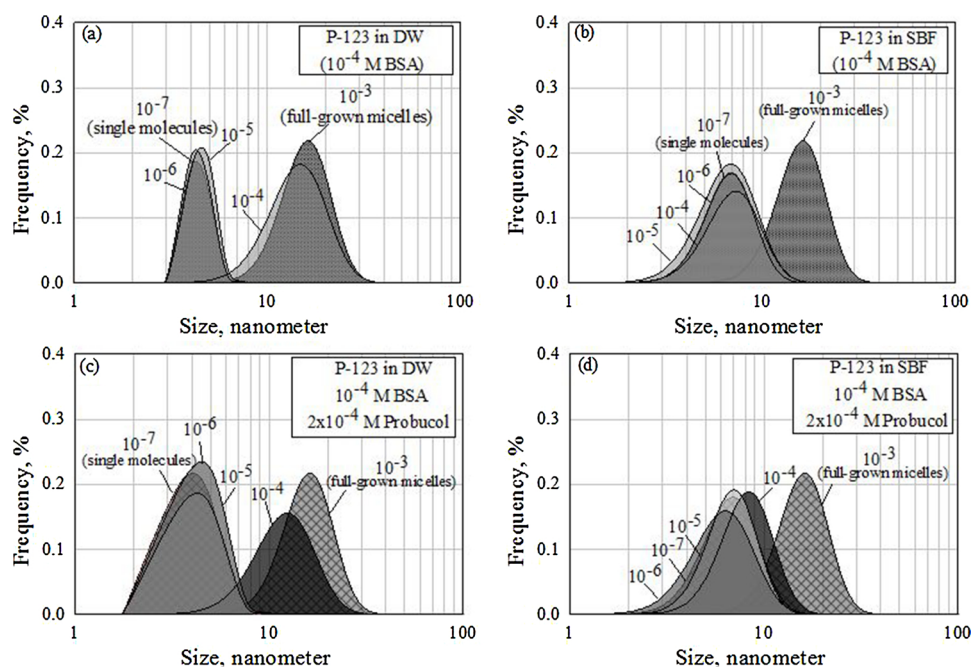 (a)
P-123 in DW
(10⁻⁴ M BSA)
10⁻⁷
(single molecules)
10⁻⁵
10⁻⁶
10⁻³
(full-grown micelles)
10⁻⁴
Frequency, %
0.4
0.3
0.2
0.1
0.0
1
10
100
Size, nanometer
(b)
P-123 in SBF
(10⁻⁴ M BSA)
10⁻³
(full-grown micelles)
10⁻⁷
(single molecules)
10⁻⁶
10⁻⁴
10⁻⁵
Frequency, %
0.4
0.3
0.2
0.1
0.0
1
10
100
Size, nanometer
(c)
P-123 in DW
10⁻⁴ M BSA
2x10⁻⁴ M Probucol
10⁻⁶
10⁻⁷
(single molecules)
10⁻⁵
10⁻⁴
10⁻³
(full-grown micelles)
Frequency, %
0.4
0.3
0.2
0.1
0.0
1
10
100
Size, nanometer
(d)
P-123 in SBF
10⁻⁴ M BSA
2x10⁻⁴ M Probucol
10⁻⁴
10⁻³
(full-grown micelles)
10⁻⁵
10⁻⁷
10⁻⁶
Frequency, %
0.4
0.3
0.2
0.1
0.0
1
10
100
Size, nanometer